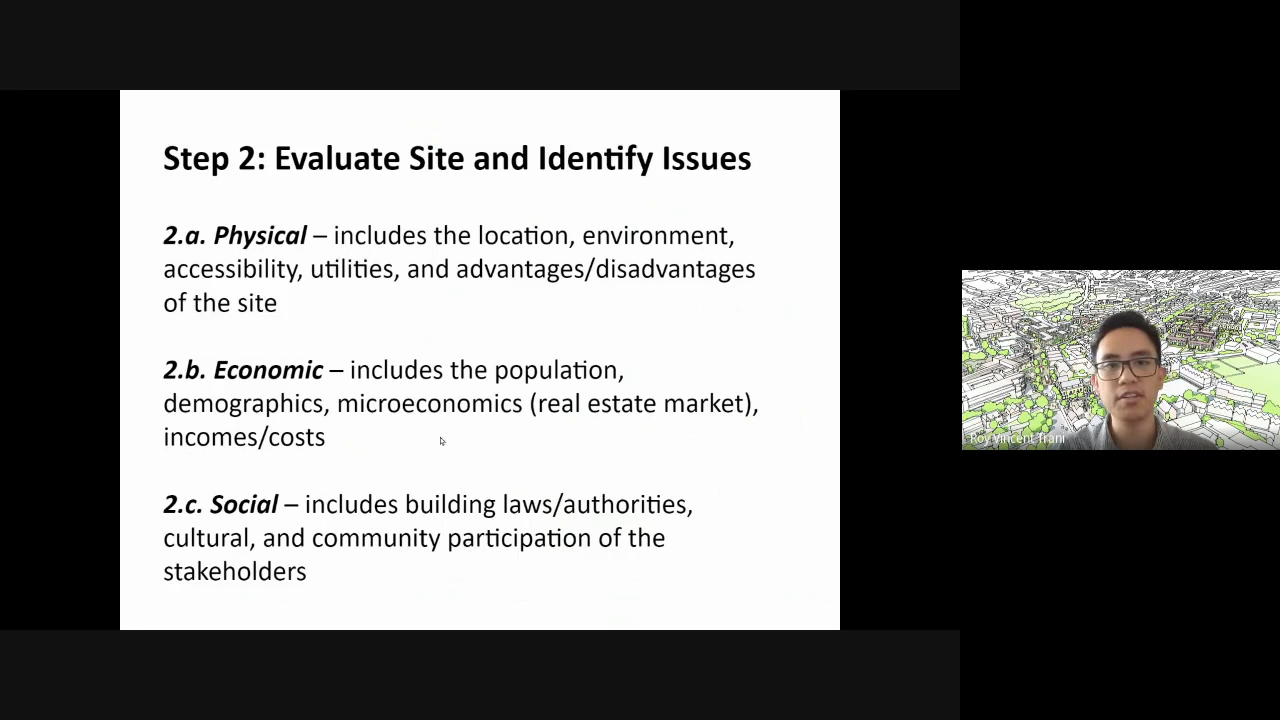 Step 2: Evaluate Site and Identify Issues
2.a. Physical – includes the location, environment,
accessibility, utilities, and advantages/disadvantages
of the site
2.b. Economic – includes the population,
demographics, microeconomics (real estate market),
incomes/costs
2.c. Social – includes building laws/authorities,
cultural, and community participation of the
stakeholders
Roy Vincent Trani